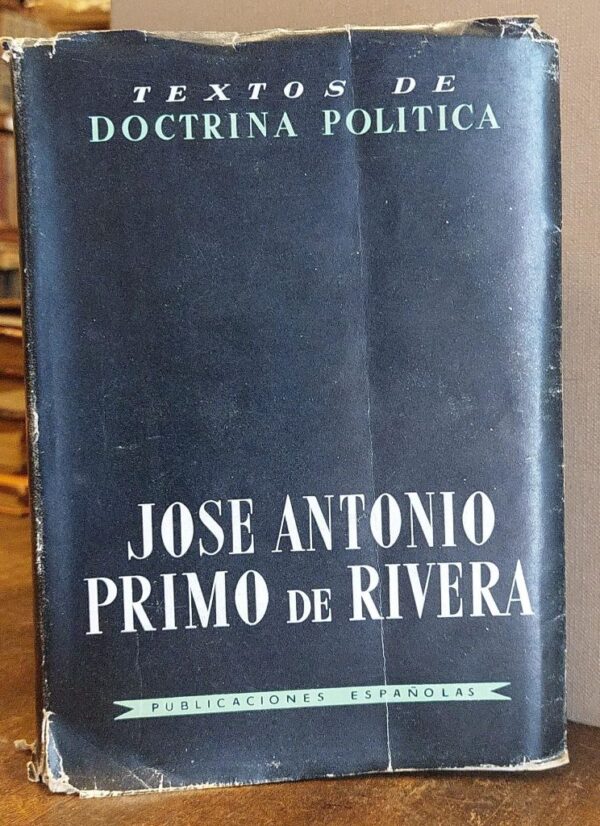 TEXTOS DE
DOCTRINA POLITICA
JOSE ANTONIO
PRIMO DE RIVERA
PUBLICACIONES ESPAÑOLAS